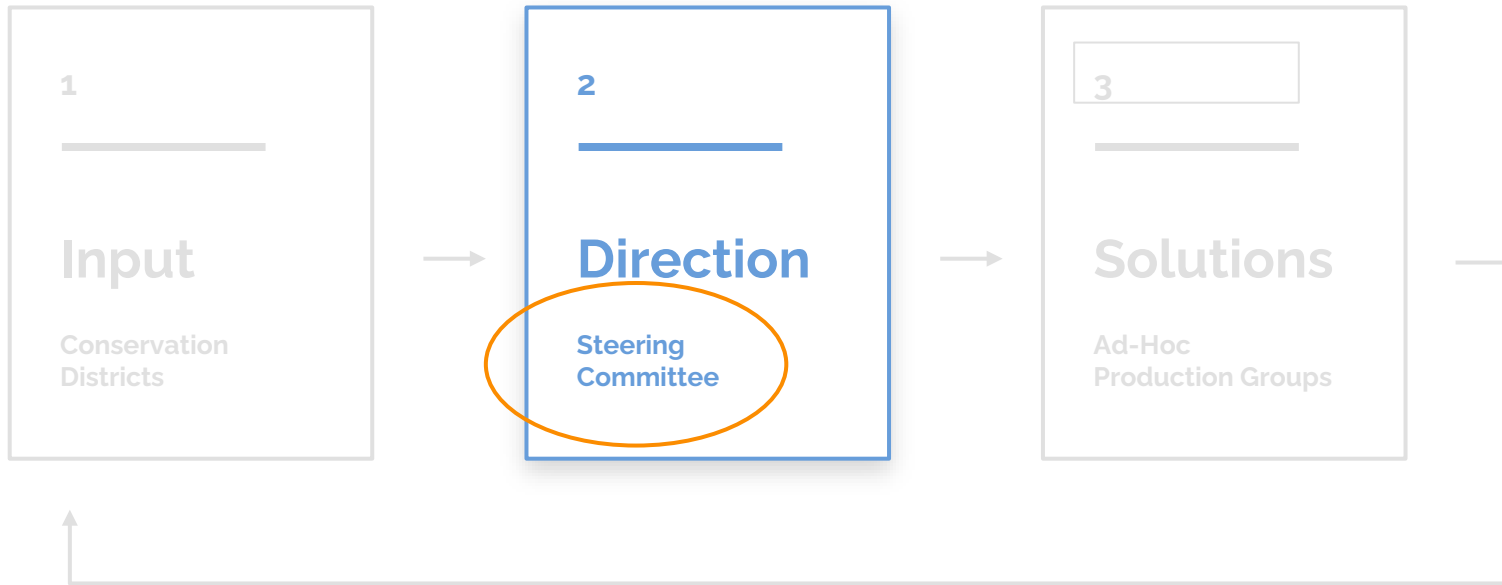 1
Input
Conservation
Districts
2
Direction
Steering
Committee
3
Solutions
Ad-Hoc
Production Groups